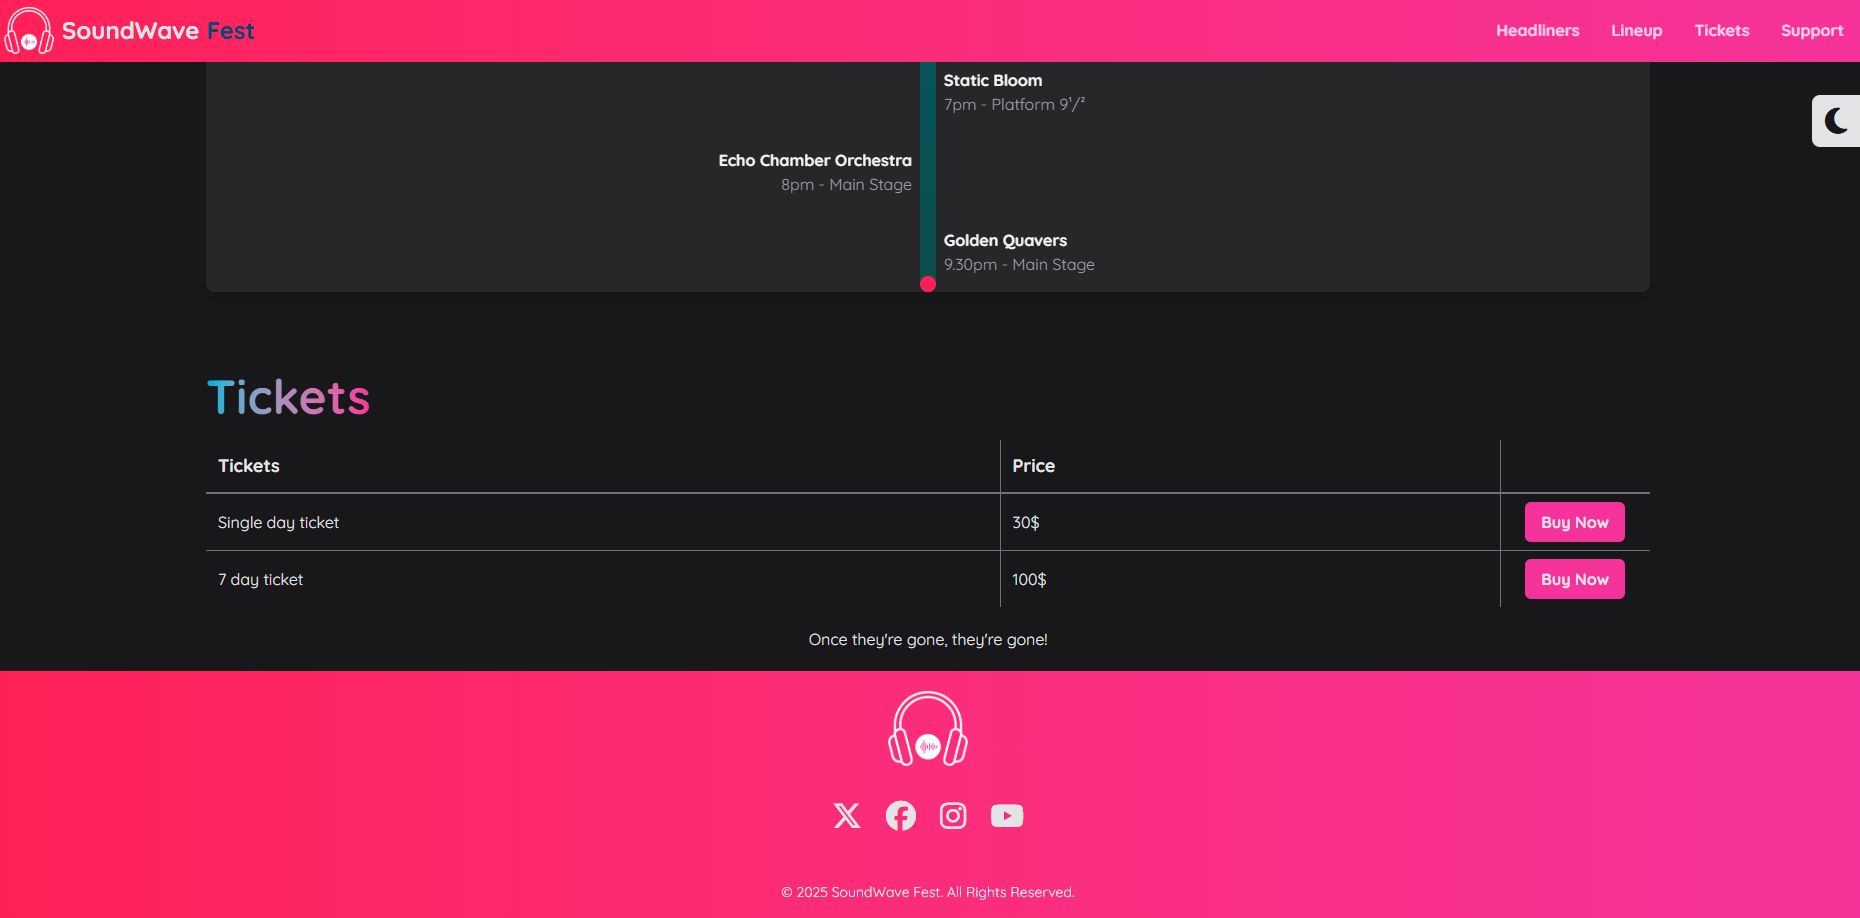 SoundWave Fest
Headliners
Lineup
Tickets
Support
Static Bloom
7pm - Platform 9¹/²
Echo Chamber Orchestra
8pm - Main Stage
Golden Quavers
9.30pm - Main Stage
Tickets
Tickets Price
Single day ticket 30$ Buy Now
7 day ticket 100$ Buy Now
Once they're gone, they're gone!
© 2025 SoundWave Fest. All Rights Reserved.